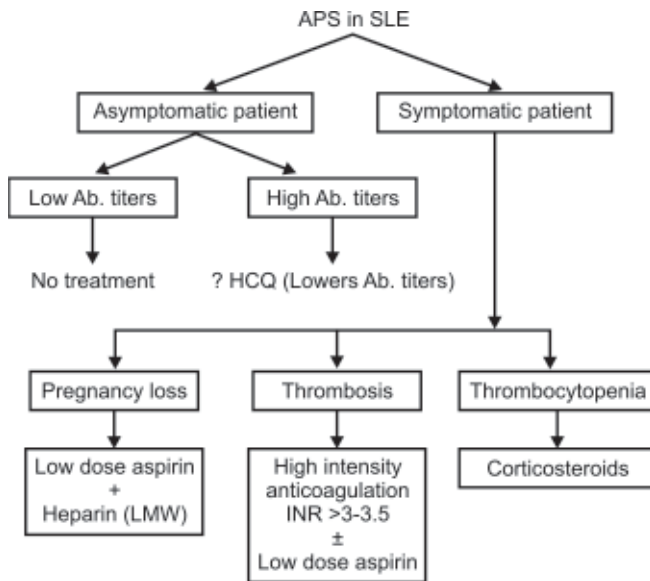 APS in SLE
Asymptomatic patient
Symptomatic patient
Low Ab. titers
High Ab. titers
No treatment
? HCQ (Lowers Ab. titers)
Pregnancy loss
Thrombosis
Thrombocytopenia
Low dose aspirin
+
Heparin (LMW)
High intensity
anticoagulation
INR >3-3.5
±
Low dose aspirin
Corticosteroids